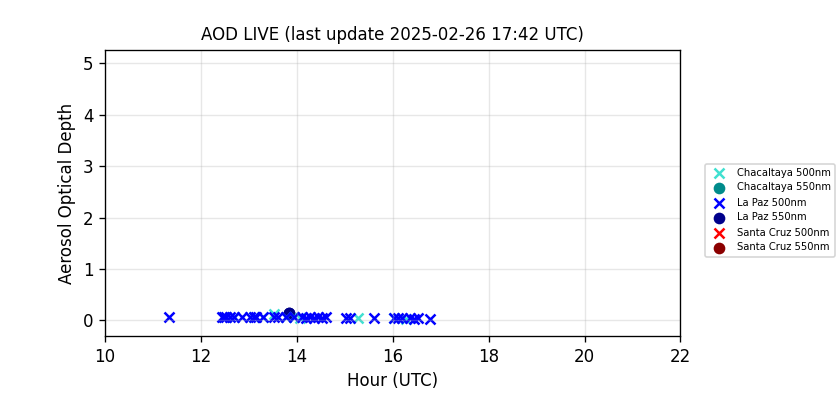 AOD LIVE (last update 2025-02-26 17:42 UTC)
Aerosol Optical Depth
5
4
3
2
1
0
10 12 14 16 18 20 22
Hour (UTC)
Chacaltaya 500nm
Chacaltaya 550nm
La Paz 500nm
La Paz 550nm
Santa Cruz 500nm
Santa Cruz 550nm